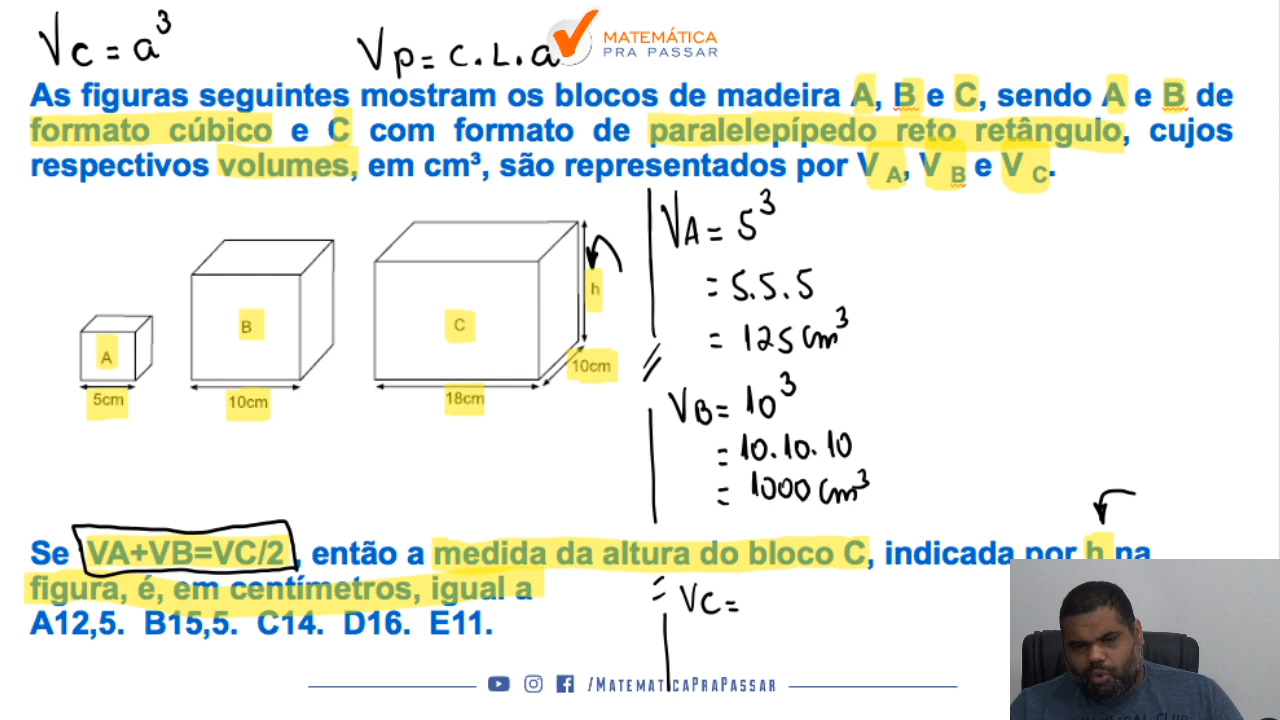 Vc = a³
Vp = C.L.a
MATEMÁTICA
PRA PASSAR
As figuras seguintes mostram os blocos de madeira A, B e C, sendo A e B de
formato cúbico e C com formato de paralelepípedo reto retângulo, cujos
respectivos volumes, em cm³, são representados por V A, V B e V C.
A
5cm
B
10cm
C
18cm
10cm
h
VA = 5³
= 5.5.5
= 125 cm³
VB = 10³
= 10.10.10
= 1000 cm³
Se VA+VB=VC/2, então a medida da altura do bloco C, indicada por h na
figura, é, em centímetros, igual a
A12,5. B15,5. C14. D16. E11.
VC =
/MATEMATICAPRAPASSAR